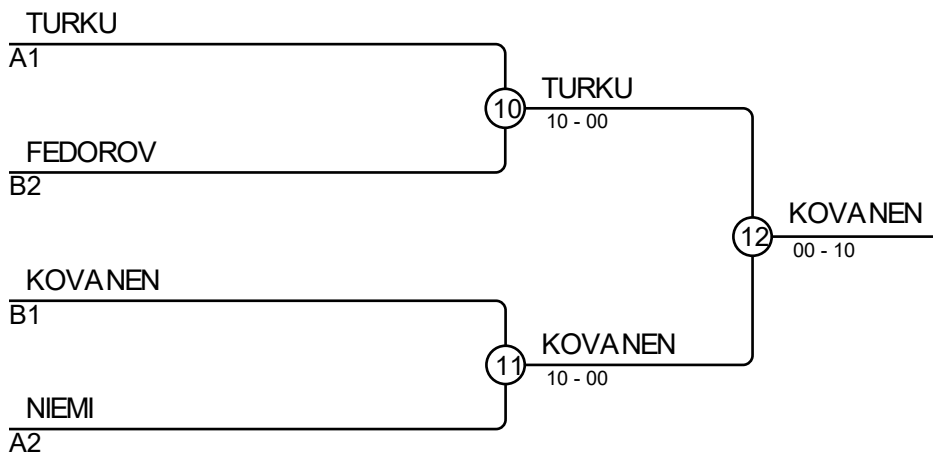 TURKU
A1
10
TURKU
10 - 00
FEDOROV
B2
12
KOVANEN
00 - 10
KOVANEN
B1
11
KOVANEN
10 - 00
NIEMI
A2